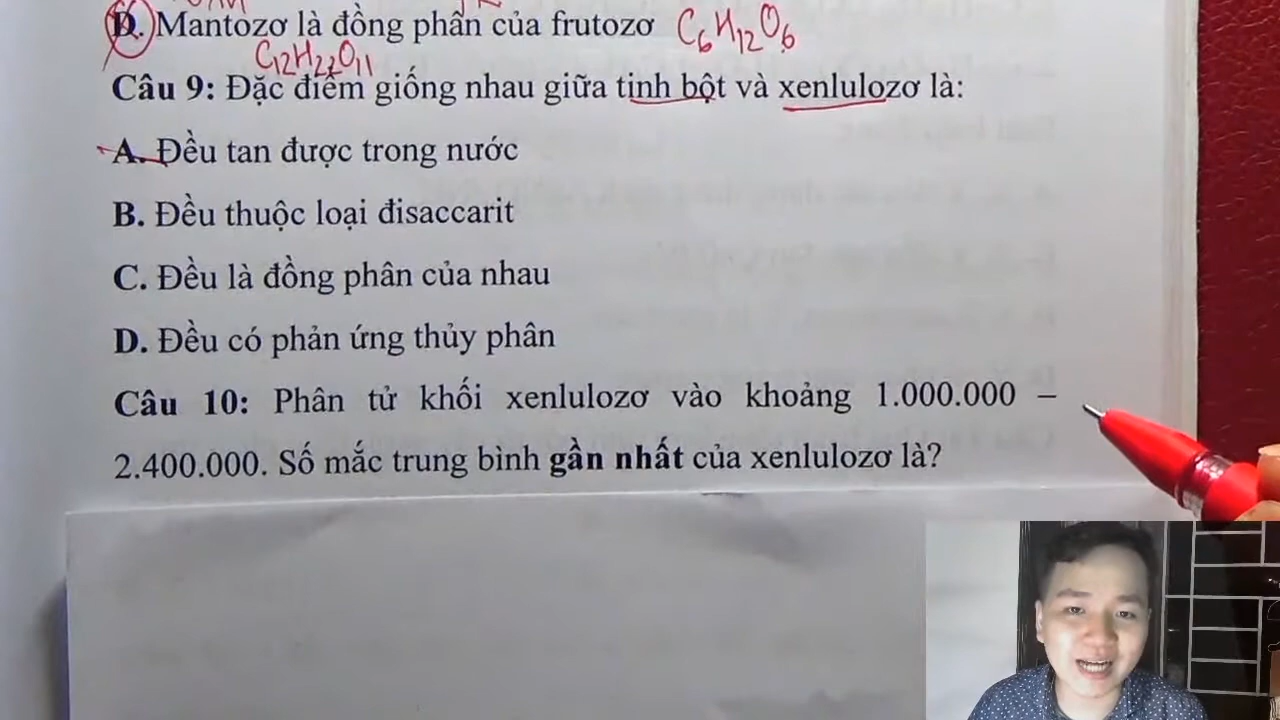 D. Mantozơ là đồng phân của frutozơ C6H12O6
C12H22O11
Câu 9: Đặc điểm giống nhau giữa tinh bột và xenlulozơ là:
A. Đều tan được trong nước
B. Đều thuộc loại đisaccarit
C. Đều là đồng phân của nhau
D. Đều có phản ứng thủy phân
Câu 10: Phân tử khối xenlulozơ vào khoảng 1.000.000 –
2.400.000. Số mắc trung bình gần nhất của xenlulozơ là?